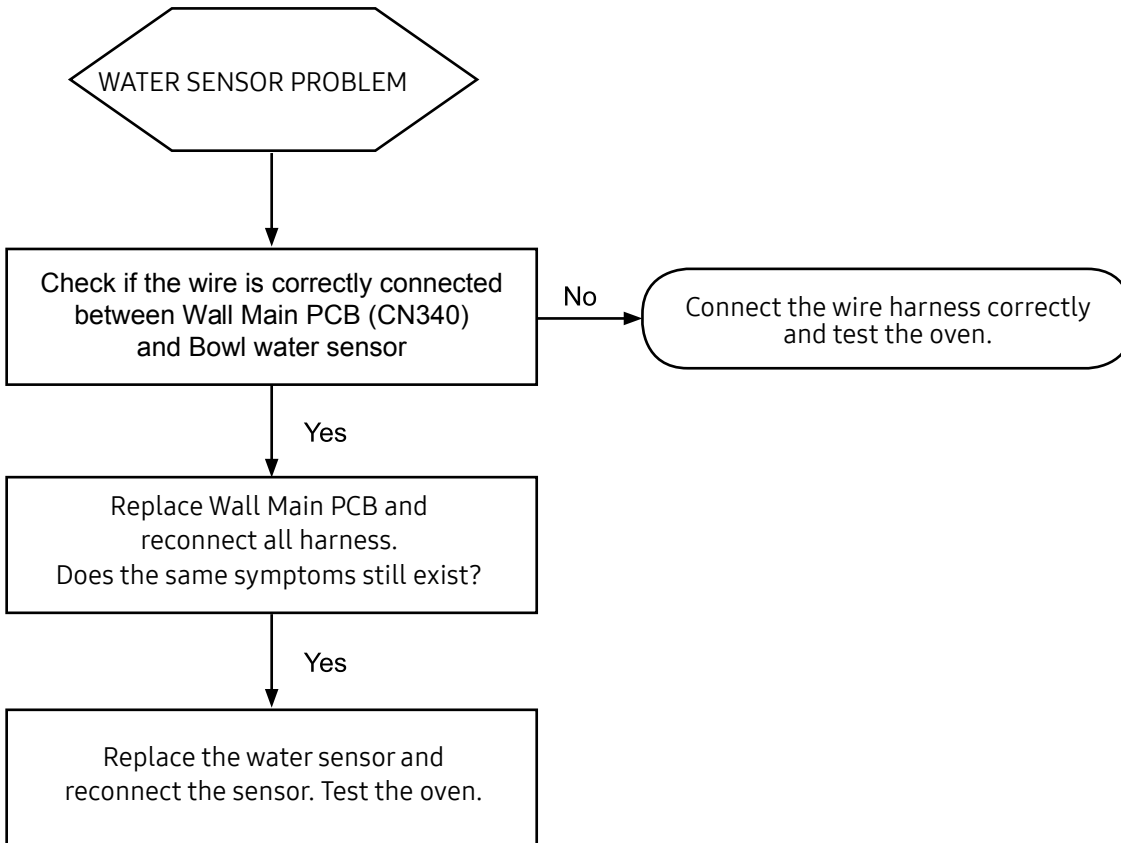 WATER SENSOR PROBLEM
Check if the wire is correctly connected
between Wall Main PCB (CN340)
and Bowl water sensor
No
Connect the wire harness correctly
and test the oven.
Yes
Replace Wall Main PCB and
reconnect all harness.
Does the same symptoms still exist?
Yes
Replace the water sensor and
reconnect the sensor. Test the oven.